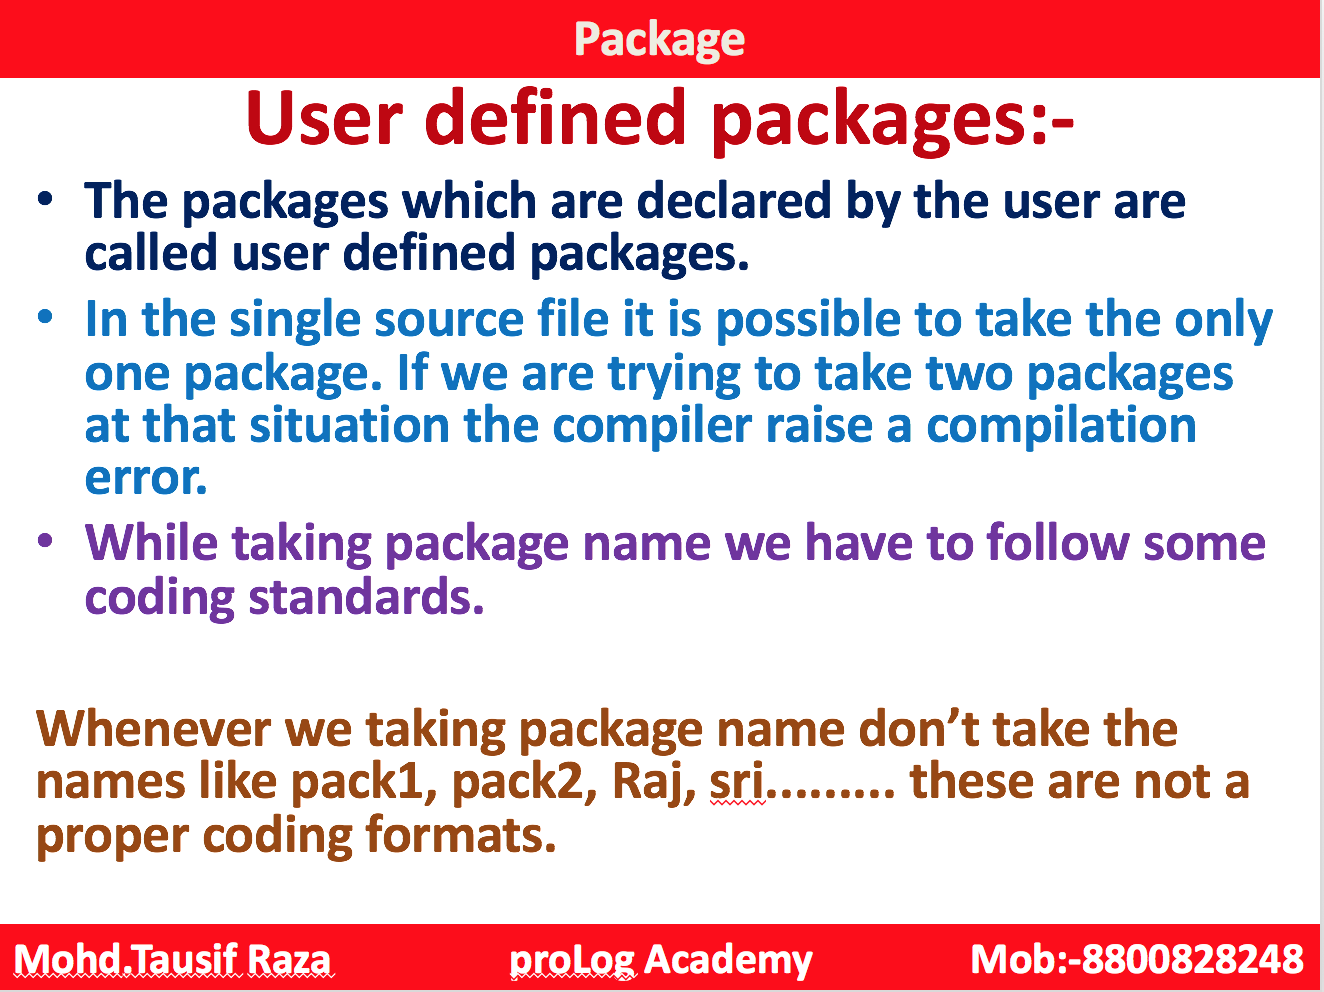 Package
User defined packages:-
• The packages which are declared by the user are
called user defined packages.
• In the single source file it is possible to take the only
one package. If we are trying to take two packages
at that situation the compiler raise a compilation
error.
• While taking package name we have to follow some
coding standards.
Whenever we taking package name don’t take the
names like pack1, pack2, Raj, sri......... these are not a
proper coding formats.
Mohd.Tausif Raza proLog Academy Mob:-8800828248